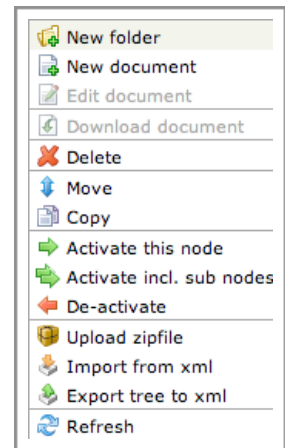 New folder
New document
Edit document
Download document
Delete
Move
Copy
Activate this node
Activate incl. sub nodes
De-activate
Upload zipfile
Import from xml
Export tree to xml
Refresh